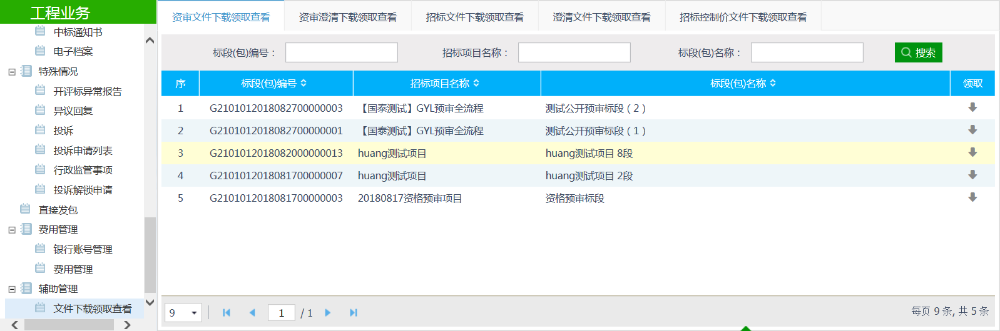 工程业务
中标通知书
电子档案
特殊情况
开评标异常报告
异议回复
投诉
投诉申请列表
行政监管事项
投诉解锁申请
直接发包
费用管理
银行账号管理
费用管理
辅助管理
文件下载领取查看
资审文件下载领取查看 资审澄清下载领取查看 招标文件下载领取查看 澄清文件下载领取查看 招标控制价文件下载领取查看
标段(包)编号： 招标项目名称： 标段(包)名称： 搜索
序 标段(包)编号 招标项目名称 标段(包)名称 领取
1 G2101012018082700000003 【国泰测试】GYL预审全流程 测试公开预审标段（2）
2 G2101012018082700000001 【国泰测试】GYL预审全流程 测试公开预审标段（1）
3 G2101012018082000000013 huang测试项目 huang测试项目 8段
4 G2101012018081700000007 huang测试项目 huang测试项目 2段
5 G2101012018081700000003 20180817资格预审项目 资格预审标段
9 1 / 1 每页 9 条, 共 5 条